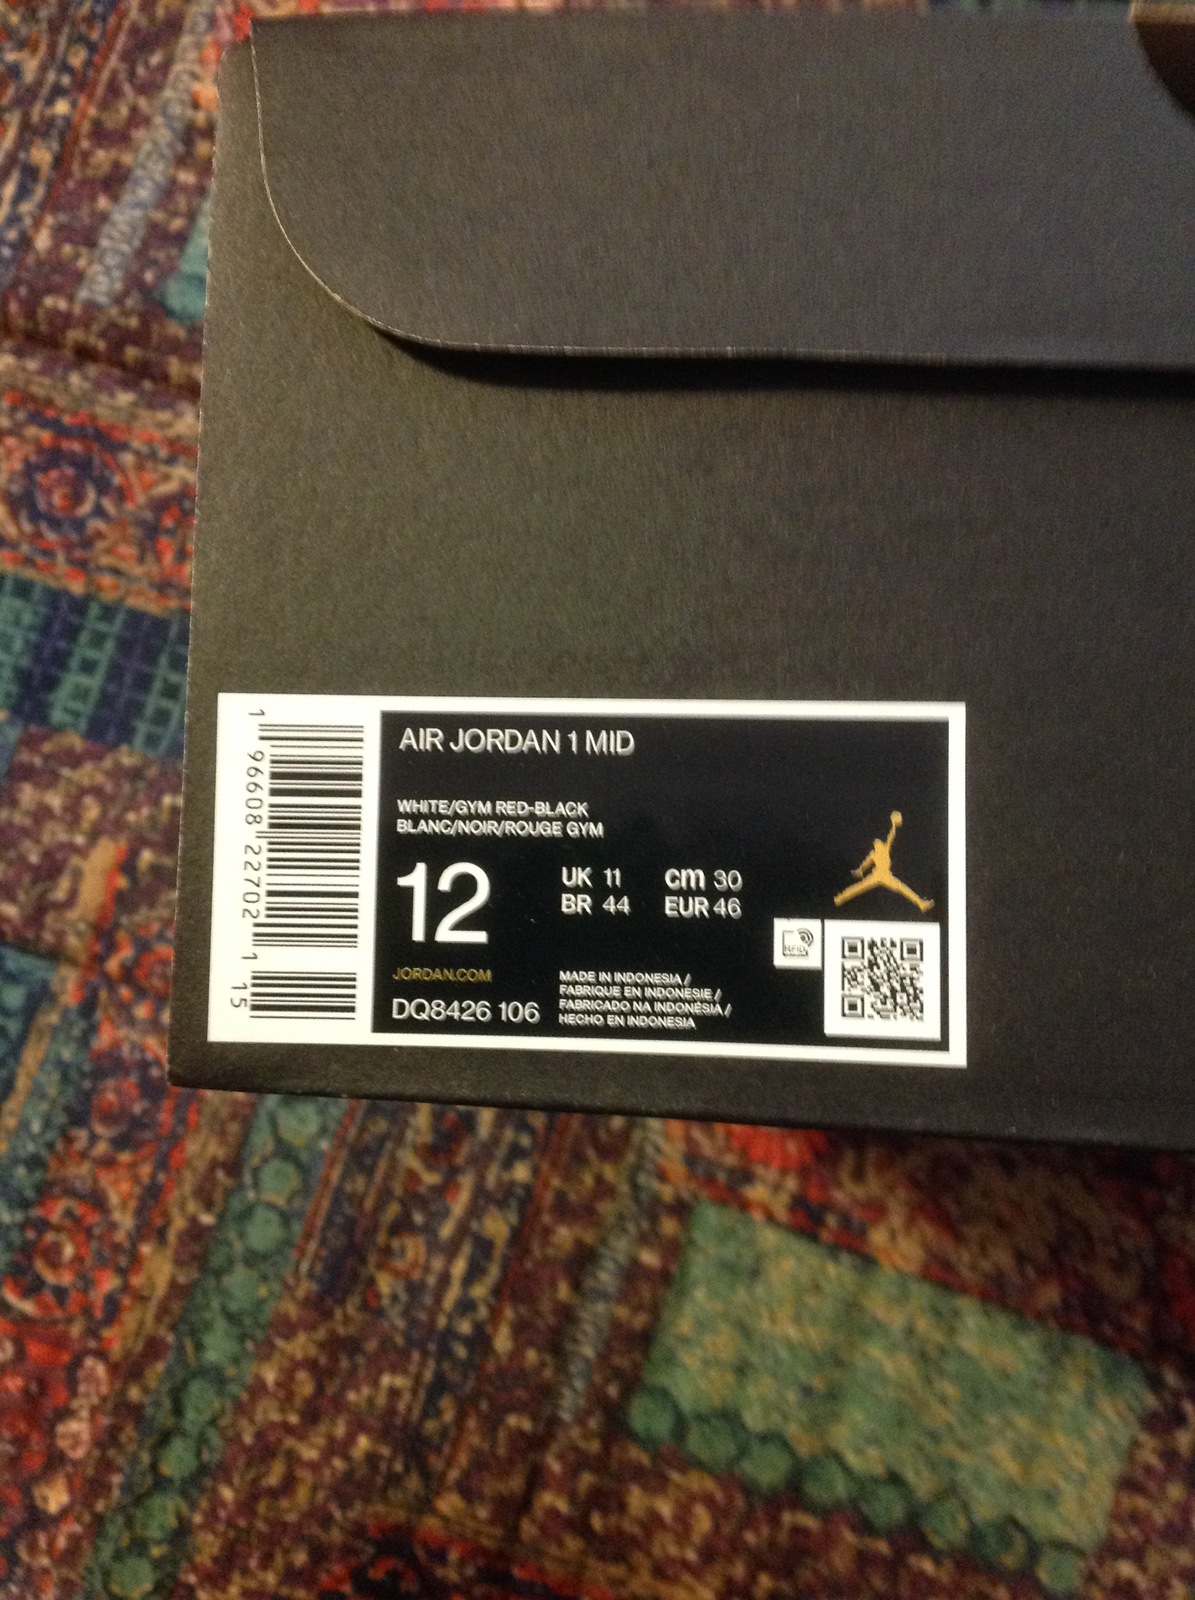 AIR JORDAN 1 MID
WHITE/GYM RED-BLACK
BLANC/NOIR/ROUGE GYM
12
UK 11
cm 30
BR 44
EUR 46
RFID
JORDAN.COM
DQ8426 106
MADE IN INDONESIA /
FABRIQUE EN INDONESIE /
FABRICADO NA INDONÉSIA /
HECHO EN INDONESIA
1 96608 22702 1 15